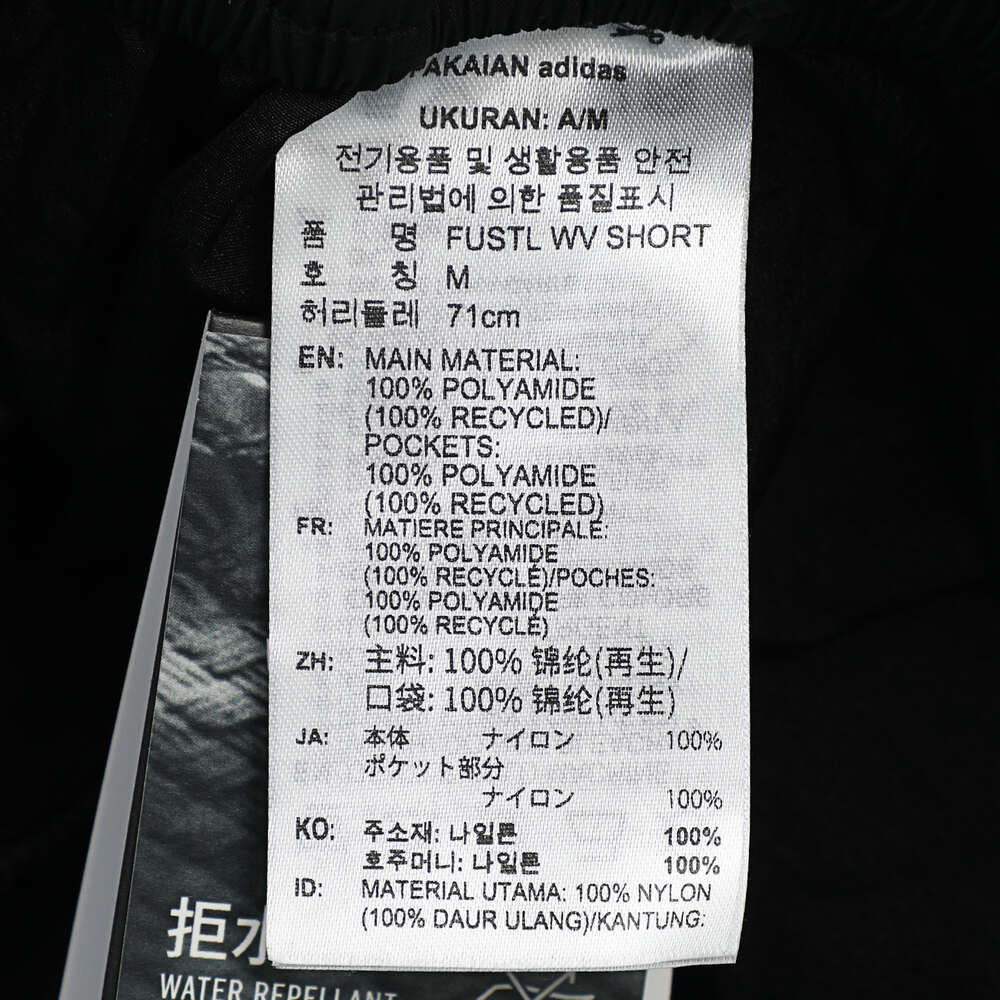 PAKAIAN adidas
UKURAN: A/M
전기용품 및 생활용품 안전
관리법에 의한 품질표시
품 명 FUSTL WV SHORT
호 칭 M
허리둘레 71cm
EN: MAIN MATERIAL:
100% POLYAMIDE
(100% RECYCLED)/
POCKETS:
100% POLYAMIDE
(100% RECYCLED)
FR: MATIERE PRINCIPALE:
100% POLYAMIDE
(100% RECYCLÉ)/POCHES:
100% POLYAMIDE
(100% RECYCLÉ)
ZH: 主料: 100% 锦纶(再生)/
口袋: 100% 锦纶(再生)
JA: 本体 ナイロン 100%
ポケット部分
ナイロン 100%
KO: 주소재: 나일론 100%
호주머니: 나일론 100%
ID: MATERIAL UTAMA: 100% NYLON
(100% DAUR ULANG)/KANTUNG:
拒水
WATER REPELLANT